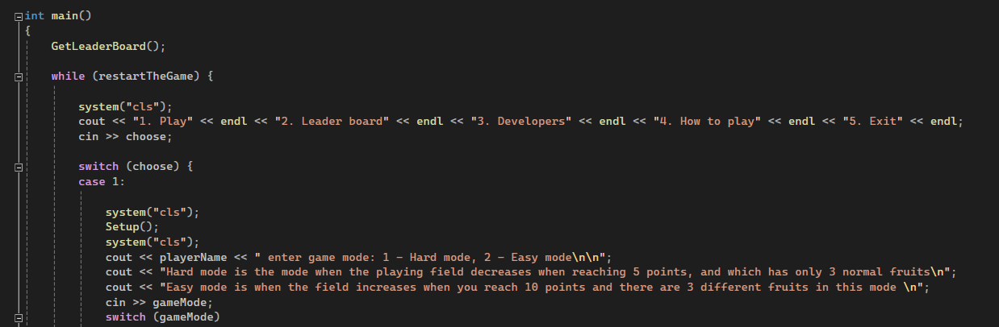 int main()
{
GetLeaderBoard();
while (restartTheGame) {
system("cls");
cout << "1. Play" << endl << "2. Leader board" << endl << "3. Developers" << endl << "4. How to play" << endl << "5. Exit" << endl;
cin >> choose;
switch (choose) {
case 1:
system("cls");
Setup();
system("cls");
cout << playerName << " enter game mode: 1 – Hard mode, 2 – Easy mode\n\n";
cout << "Hard mode is the mode when the playing field decreases when reaching 5 points, and which has only 3 normal fruits\n";
cout << "Easy mode is when the field increases when you reach 10 points and there are 3 different fruits in this mode \n";
cin >> gameMode;
switch (gameMode)